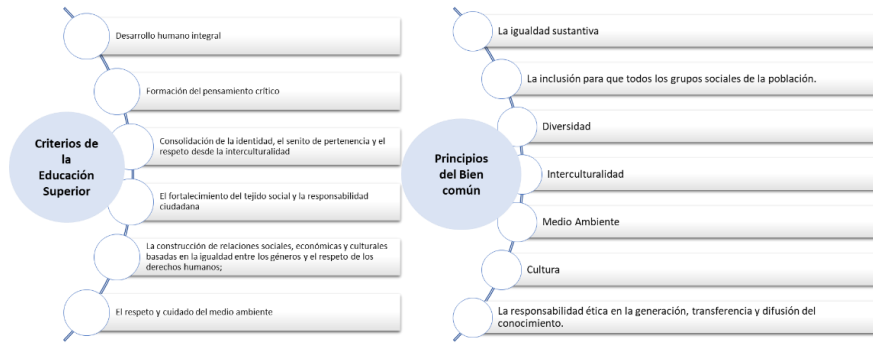 Criterios de
la
Educación
Superior
Desarrollo humano integral
Formación del pensamiento crítico
Consolidación de la identidad, el senito de pertenencia y el
respeto desde la interculturalidad
El fortalecimiento del tejido social y la responsabilidad
ciudadana
La construcción de relaciones sociales, económicas y culturales
basadas en la igualdad entre los géneros y el respeto de los
derechos humanos;
El respeto y cuidado del medio ambiente
Principios
del Bien
común
La igualdad sustantiva
La inclusión para que todos los grupos sociales de la población.
Diversidad
Interculturalidad
Medio Ambiente
Cultura
La responsabilidad ética en la generación, transferencia y difusión del
conocimiento.